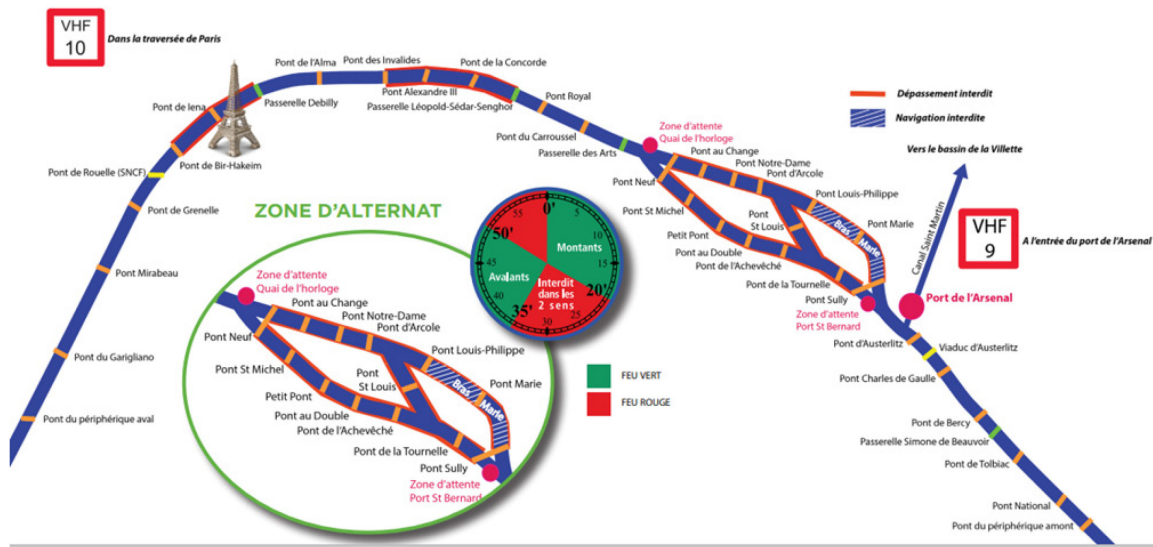 VHF
10
Dans la traversée de Paris
Pont de l'Alma
Pont des Invalides
Pont de la Concorde
Pont de Iena
Passerelle Debilly
Pont Alexandre III
Passerelle Léopold-Sédar-Senghor
Pont Royal
Pont de Bir-Hakeim
Pont de Rouelle (SNCF)
Pont de Grenelle
Pont Mirabeau
Pont du Garigliano
Pont du périphérique aval
Pont du Carroussel
Passerelle des Arts
Zone d'attente
Quai de l'horloge
Pont au Change
Pont Notre-Dame
Pont d'Arcole
Pont Neuf
Pont St Michel
Petit Pont
Pont au Double
Pont de l'Achevêché
Pont
St Louis
Pont Louis-Philippe
Pont Marie
Bras Marie
Pont de la Tournelle
Pont Sully
Zone d'attente
Port St Bernard
Dépassement interdit
Navigation interdite
Vers le bassin de la Villette
Canal Saint Martin
VHF
9
A l'entrée du port de l'Arsenal
Port de l'Arsenal
Pont d'Austerlitz
Viaduc d'Austerlitz
Pont Charles de Gaulle
Pont de Bercy
Passerelle Simone de Beauvoir
Pont de Tolbiac
Pont National
Pont du périphérique amont
ZONE D'ALTERNAT
0'
5
10
15
20'
25
30
35'
40
45
50'
55
Montants
Avalants
Interdit
dans les
2 sens
FEU VERT
FEU ROUGE
Zone d'attente
Quai de l'horloge
Pont au Change
Pont Notre-Dame
Pont d'Arcole
Pont Neuf
Pont Louis-Philippe
Pont St Michel
Pont
St Louis
Pont Marie
Bras Marie
Petit Pont
Pont au Double
Pont de l'Achevêché
Pont de la Tournelle
Pont Sully
Zone d'attente
Port St Bernard